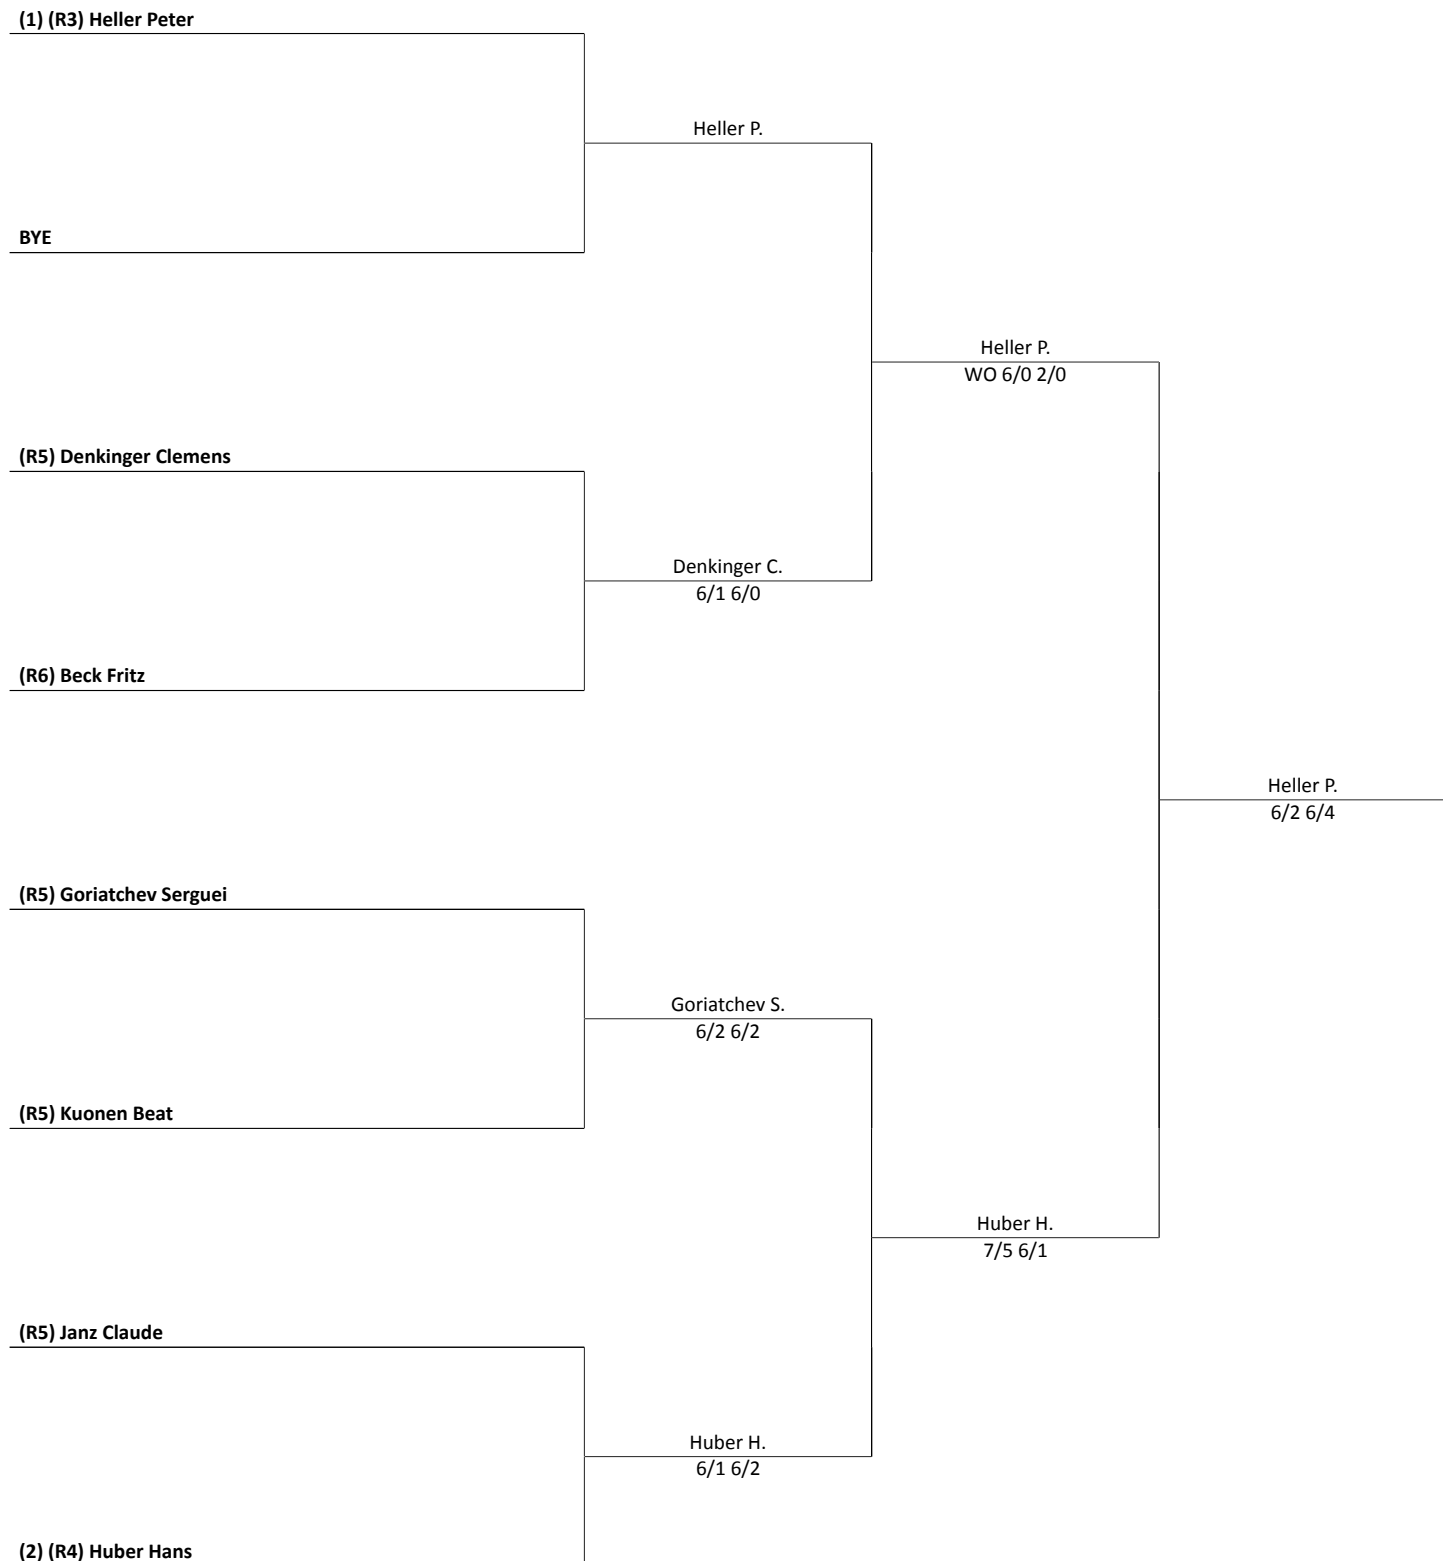 (1) (R3) Heller Peter
Heller P.
BYE
Heller P.
WO 6/0 2/0
(R5) Denkinger Clemens
Denkinger C.
6/1 6/0
(R6) Beck Fritz
Heller P.
6/2 6/4
(R5) Goriatchev Serguei
Goriatchev S.
6/2 6/2
(R5) Kuonen Beat
Huber H.
7/5 6/1
(R5) Janz Claude
Huber H.
6/1 6/2
(2) (R4) Huber Hans